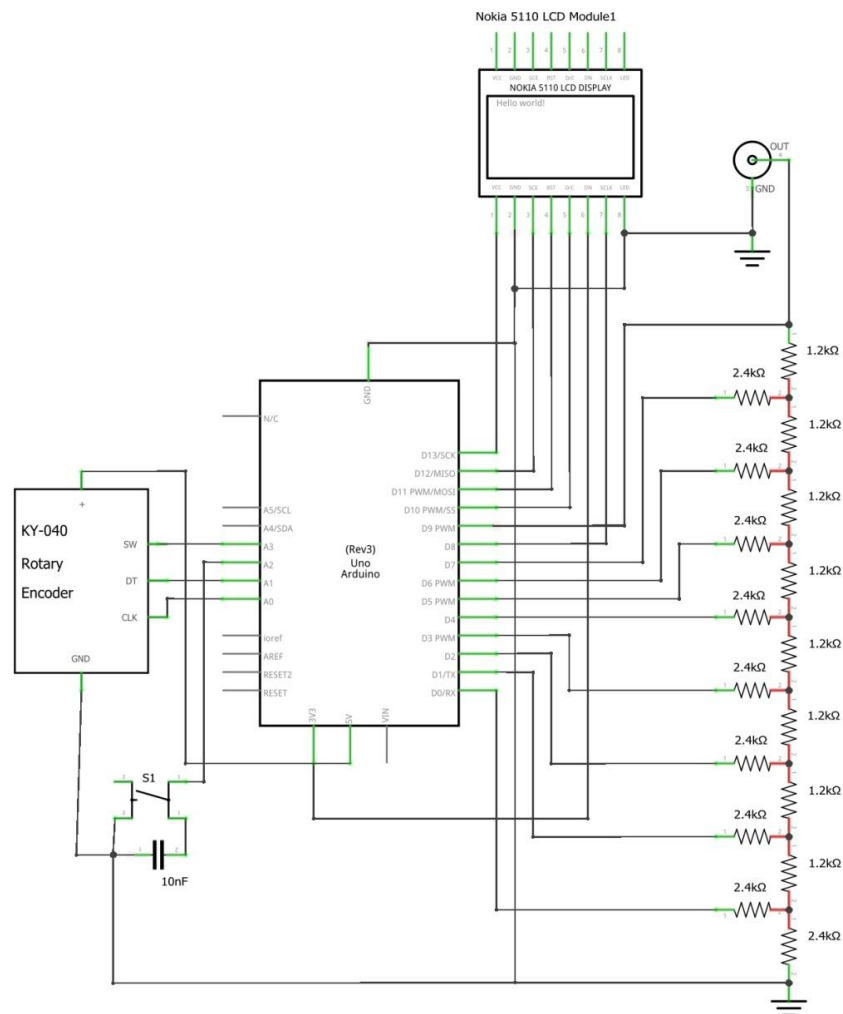 Nokia 5110 LCD Module1
1 2 3 4 5 6 7 8
VCC GND SCE RST D/C DN SCLK LED
NOKIA 5110 LCD DISPLAY
Hello world!
VCC GND SCE RST D/C DN SCLK LED
1 2 3 4 5 6 7 8
OUT
GND
1.2kΩ
2.4kΩ
1.2kΩ
2.4kΩ
1.2kΩ
2.4kΩ
1.2kΩ
2.4kΩ
1.2kΩ
2.4kΩ
1.2kΩ
2.4kΩ
1.2kΩ
2.4kΩ
1.2kΩ
2.4kΩ
2.4kΩ
GND
N/C
A5/SCL
A4/SDA
A3
A2
A1
A0
ioref
AREF
RESET2
RESET
D13/SCK
D12/MISO
D11 PWM/MOSI
D10 PWM/SS
D9 PWM
D8
D7
D6 PWM
D5 PWM
D4
D3 PWM
D2
D1/TX
D0/RX
(Rev3)
Uno
Arduino
3V3
5V
VIN
+
KY-040
Rotary
Encoder
SW
DT
CLK
GND
S1
10nF